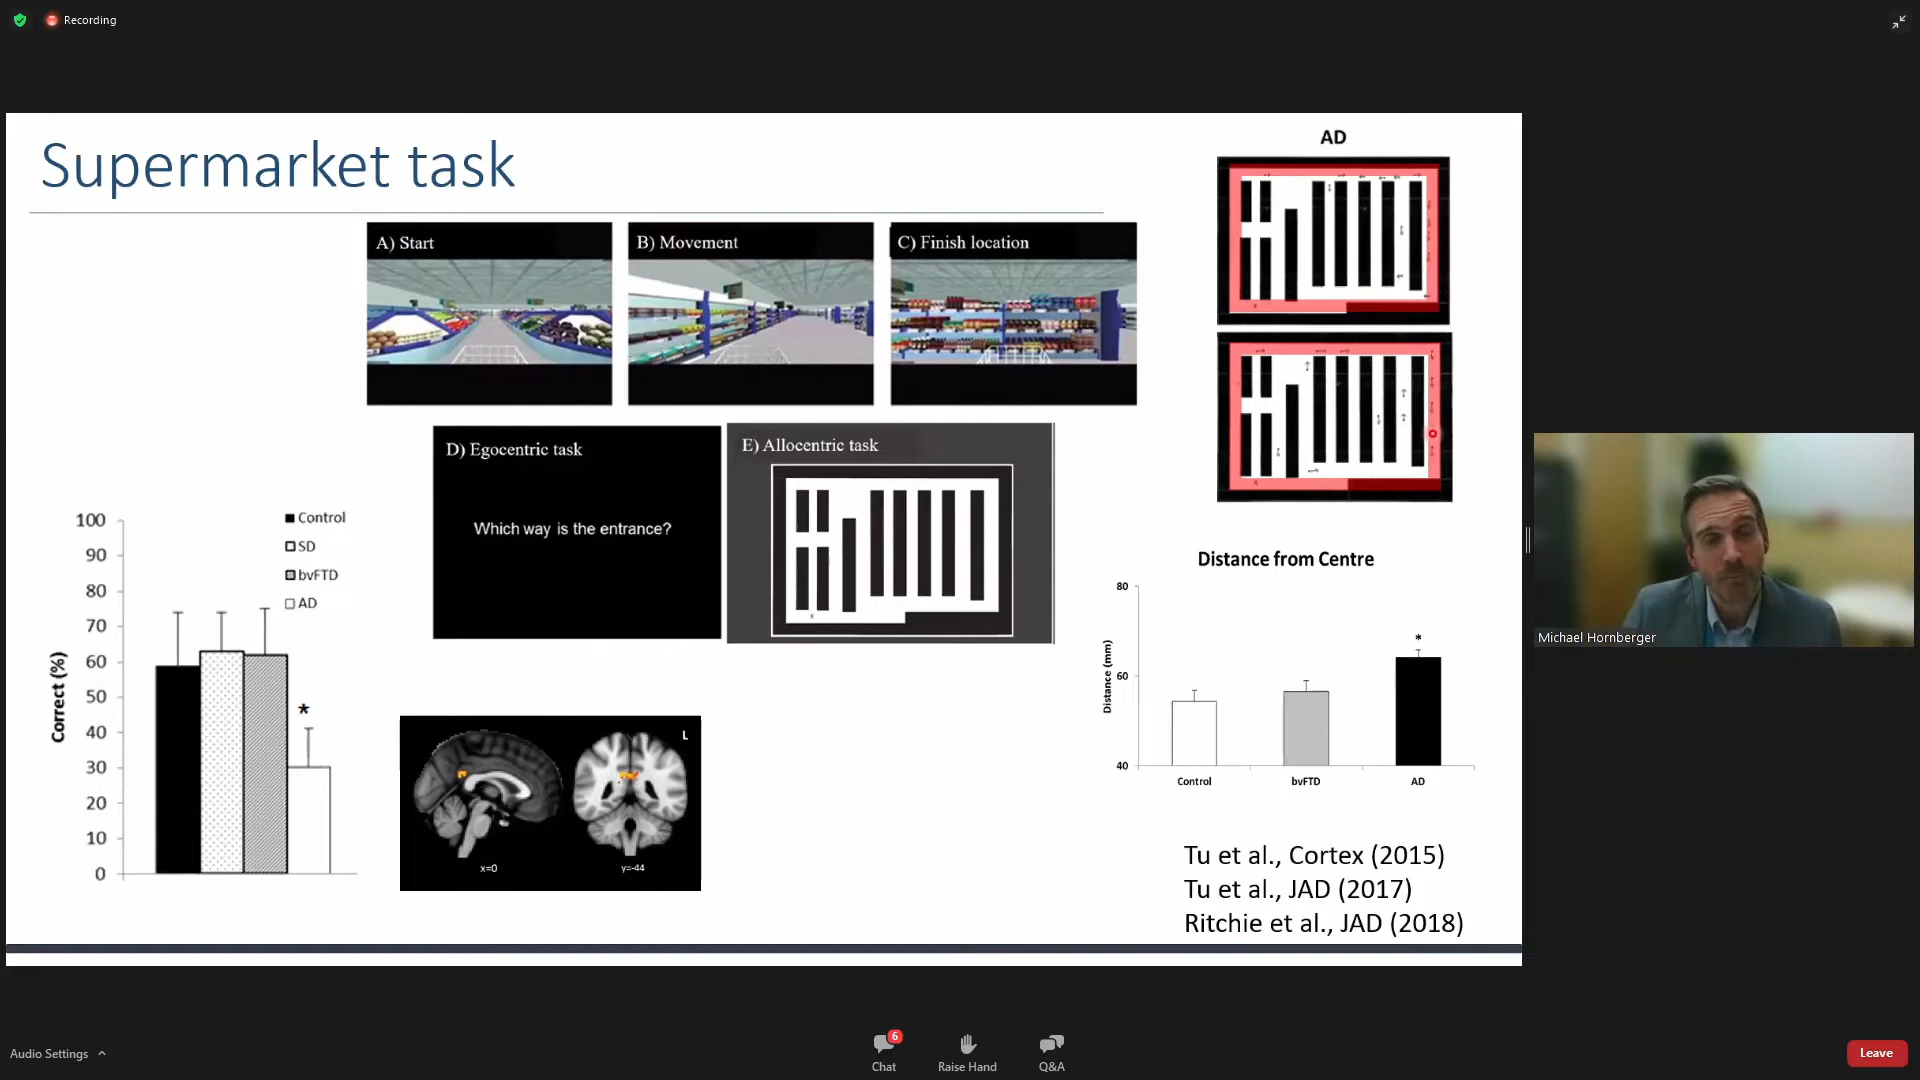 Recording
Supermarket task
AD
A) Start
B) Movement
C) Finish location
D) Egocentric task
Which way is the entrance?
E) Allocentric task
100
90
80
70
60
50
40
30
20
10
0
Correct (%)
Control
SD
bvFTD
AD
*
L
x=0
y=-44
Distance from Centre
80
60
40
Distance (mm)
*
Control
bvFTD
AD
Tu et al., Cortex (2015)
Tu et al., JAD (2017)
Ritchie et al., JAD (2018)
Michael Hornberger
Audio Settings
6
Chat
Raise Hand
Q&A
Leave